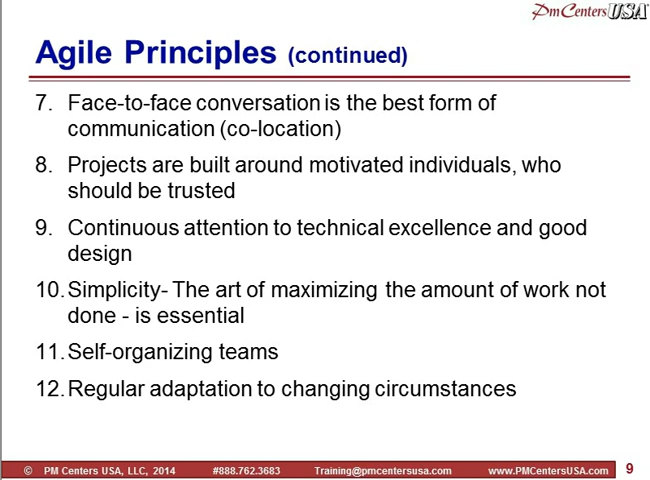 Pm Centers USA
Agile Principles (continued)
7. Face-to-face conversation is the best form of
communication (co-location)
8. Projects are built around motivated individuals, who
should be trusted
9. Continuous attention to technical excellence and good
design
10. Simplicity- The art of maximizing the amount of work not
done - is essential
11. Self-organizing teams
12. Regular adaptation to changing circumstances
© PM Centers USA, LLC, 2014 #888.762.3683 Training@pmcentersusa.com www.PMCentersUSA.com 9